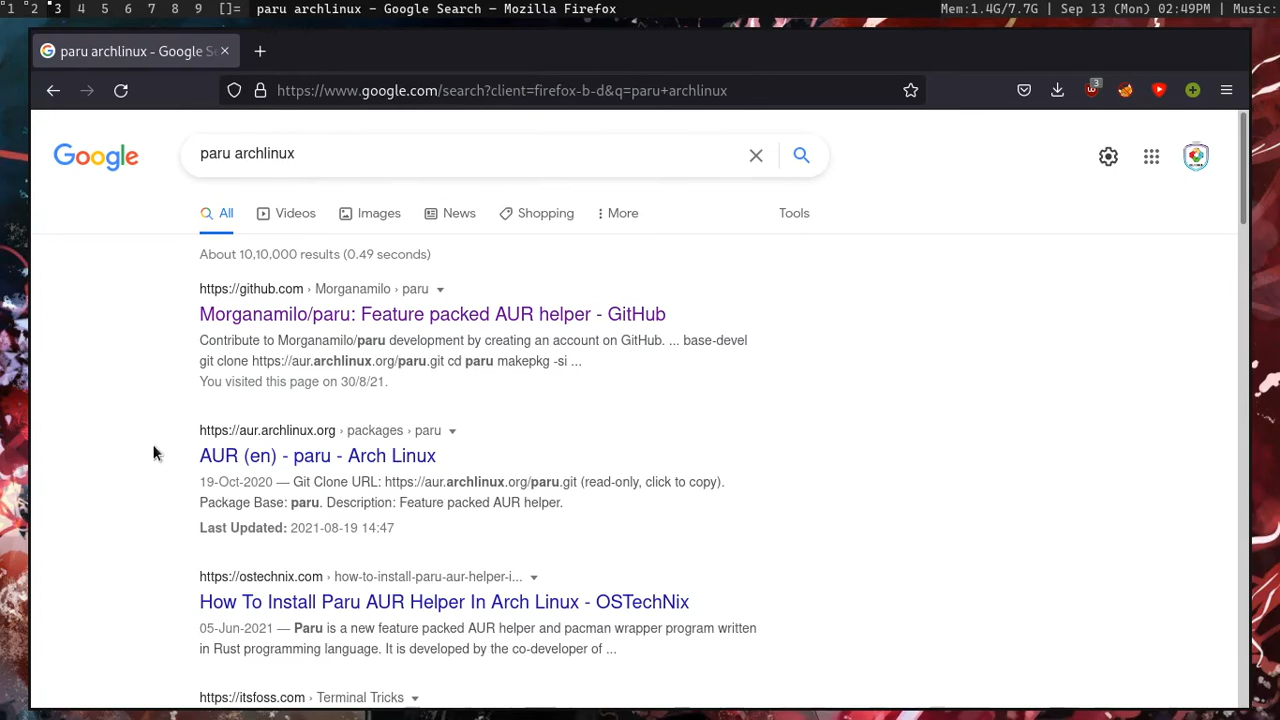 1 2 3 4 5 6 7 8 9 []= paru archlinux - Google Search - Mozilla Firefox Mem:1.4G/7.7G | Sep 13 (Mon) 02:49PM | Music:
paru archlinux - Google S
https://www.google.com/search?client=firefox-b-d&q=paru+archlinux
3
Google
paru archlinux
All Videos Images News Shopping More Tools
About 10,10,000 results (0.49 seconds)
https://github.com › Morganamilo › paru
Morganamilo/paru: Feature packed AUR helper - GitHub
Contribute to Morganamilo/paru development by creating an account on GitHub. ... base-devel
git clone https://aur.archlinux.org/paru.git cd paru makepkg -si ...
You visited this page on 30/8/21.
https://aur.archlinux.org › packages › paru
AUR (en) - paru - Arch Linux
19-Oct-2020 — Git Clone URL: https://aur.archlinux.org/paru.git (read-only, click to copy).
Package Base: paru. Description: Feature packed AUR helper.
Last Updated: 2021-08-19 14:47
https://ostechnix.com › how-to-install-paru-aur-helper-i...
How To Install Paru AUR Helper In Arch Linux - OSTechNix
05-Jun-2021 — Paru is a new feature packed AUR helper and pacman wrapper program written
in Rust programming language. It is developed by the co-developer of ...
https://itsfoss.com › Terminal Tricks